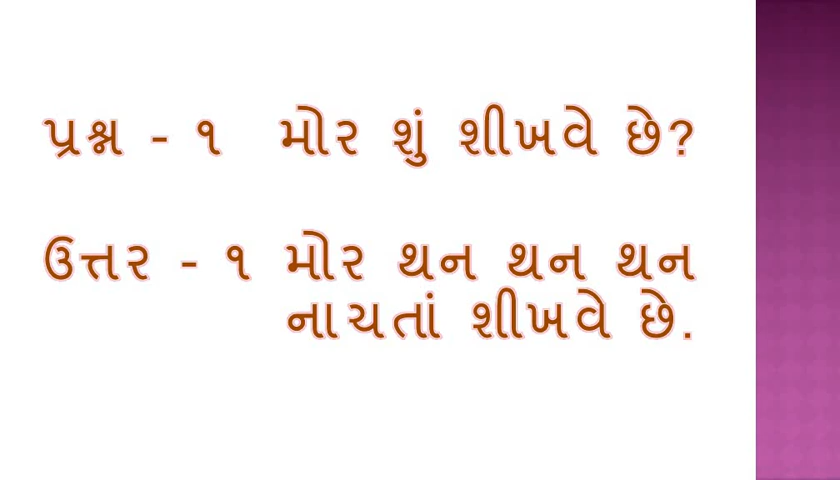 પ્રશ્ન - ૧ મોર શું શીખવે છે?
ઉત્તર - ૧ મોર થન થન થન
નાચતાં શીખવે છે.